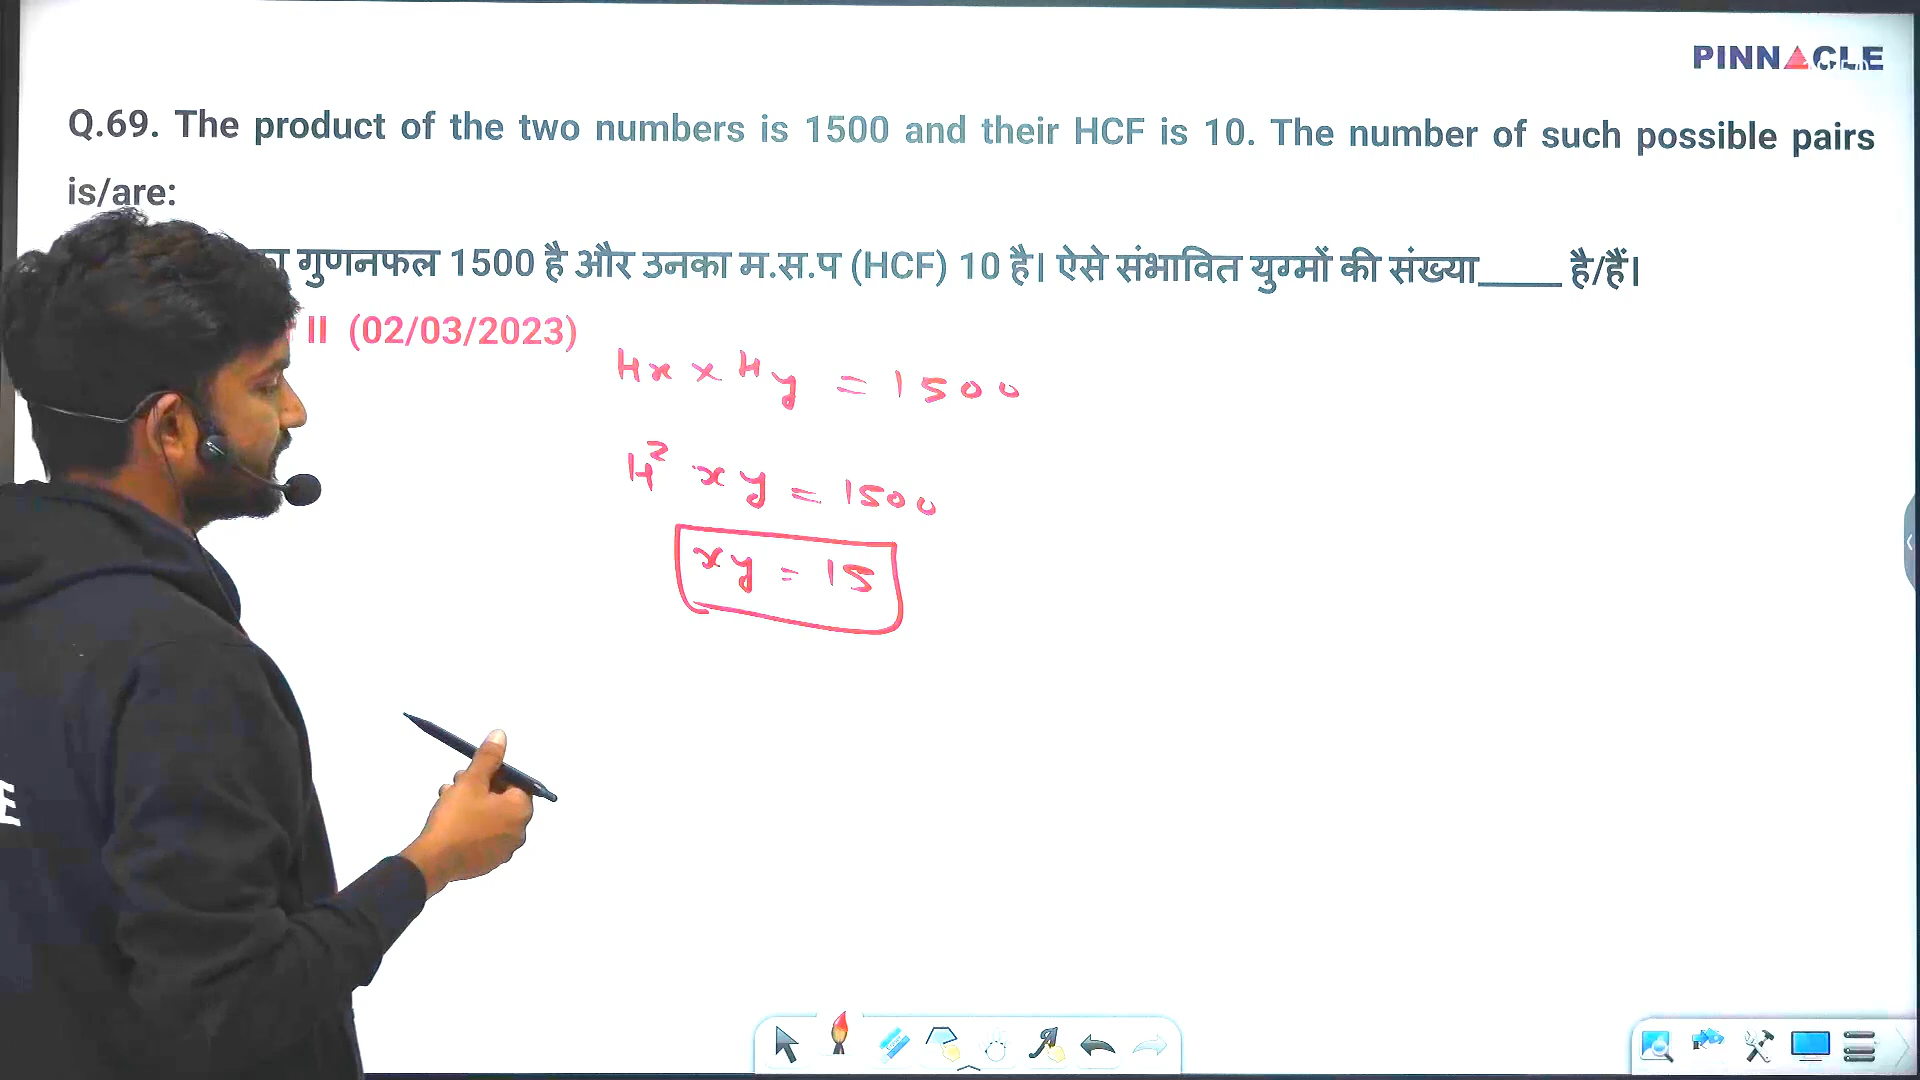 PINNACLE
Q.69. The product of the two numbers is 1500 and their HCF is 10. The number of such possible pairs
is/are:
गुणनफल 1500 है और उनका म.स.प (HCF) 10 है। ऐसे संभावित युग्मों की संख्या_____ है/हैं।
II (02/03/2023)
Hx x Hy = 1500
H² xy = 1500
xy = 15
E